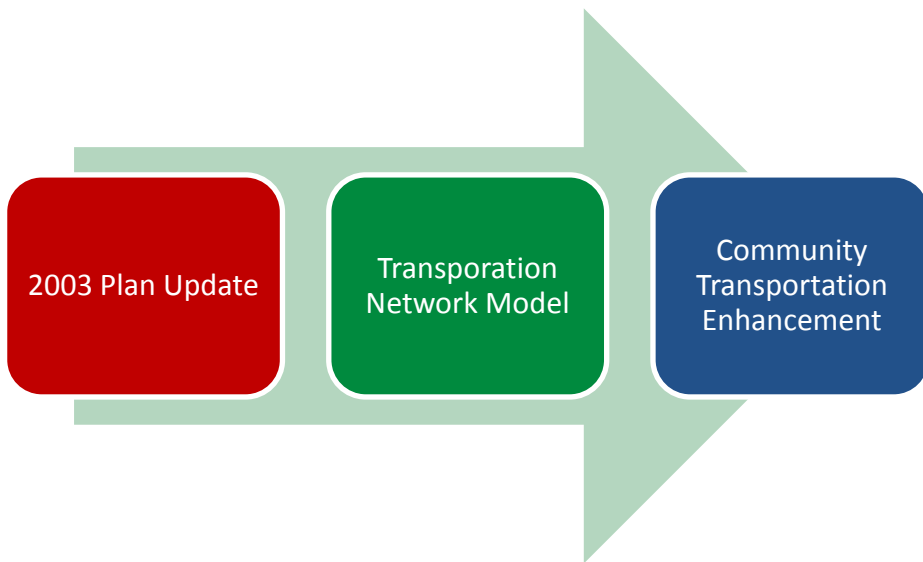 2003 Plan Update
Transporation
Network Model
Community
Transportation
Enhancement